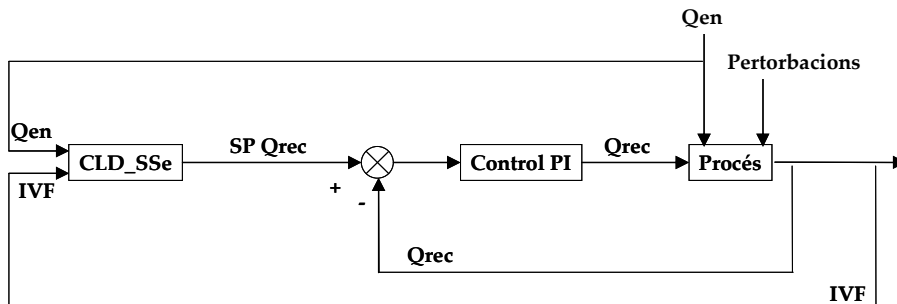 Qen
Pertorbacions
Qen
CLD_SSe
SP Qrec
Control PI
Qrec
Procés
IVF
+
-
Qrec
IVF